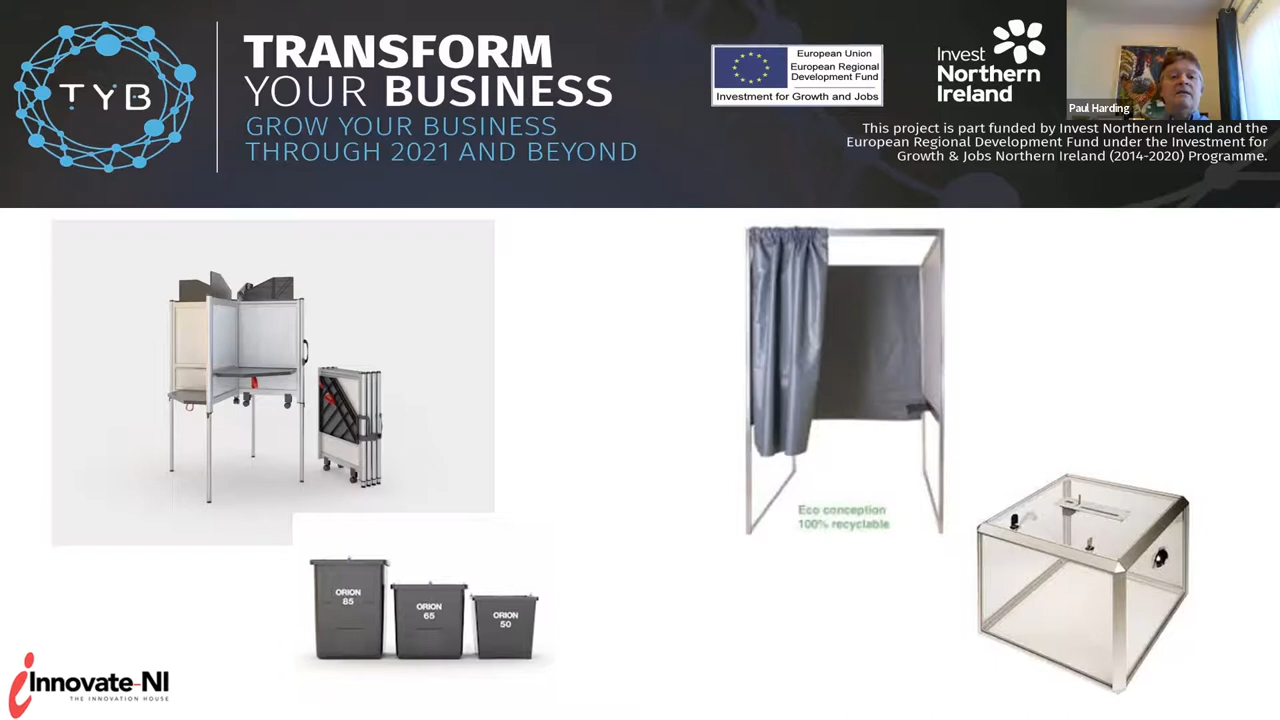 TYB
TRANSFORM
YOUR BUSINESS
GROW YOUR BUSINESS
THROUGH 2021 AND BEYOND
European Union
European Regional
Development Fund
Investment for Growth and Jobs
Invest
Northern
Ireland
Paul Harding
This project is part funded by Invest Northern Ireland and the
European Regional Development Fund under the Investment for
Growth & Jobs Northern Ireland (2014-2020) Programme.
Eco conception
100% recyclable
ORION
85
ORION
65
ORION
50
innovate-NI
THE INNOVATION HOUSE